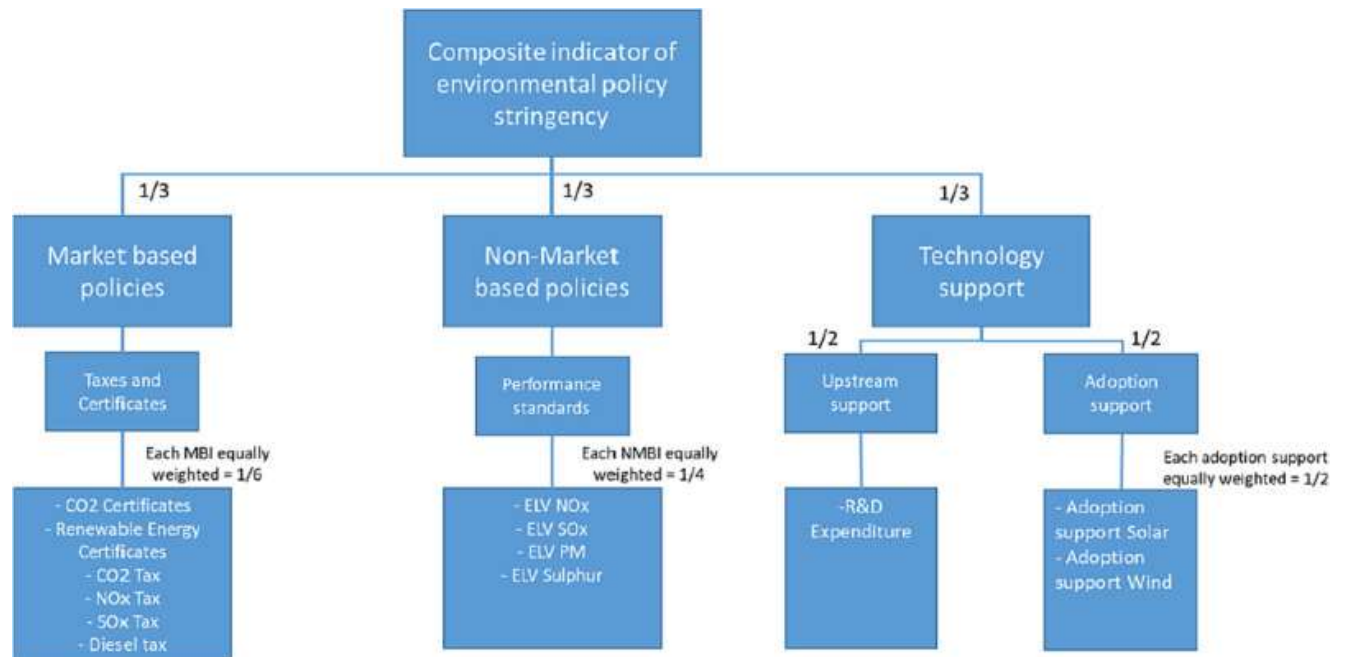 Composite indicator of
environmental policy
stringency
1/3
1/3
1/3
Market based
policies
Non-Market
based policies
Technology
support
1/2
1/2
Taxes and
Certificates
Performance
standards
Upstream
support
Adoption
support
Each MBI equally
weighted = 1/6
Each NMBI equally
weighted = 1/4
Each adoption support
equally weighted = 1/2
- CO2 Certificates
- Renewable Energy
Certificates
- CO2 Tax
- NOx Tax
- SOx Tax
- Diesel tax
- ELV NOx
- ELV SOx
- ELV PM
- ELV Sulphur
-R&D
Expenditure
- Adoption
support Solar
- Adoption
support Wind